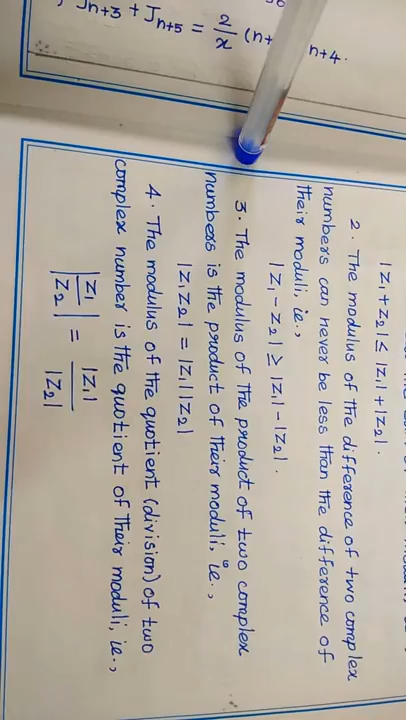 J_{n+3} + J_{n+5} = 2/x (n+ n+4.
|z₁+z₂| ≤ |z₁|+|z₂|.
2. The modulus of the difference of two complex
numbers can never be less than the difference of
their moduli, ie.,
|z₁-z₂| ≥ |z₁|-|z₂|.
3. The modulus of the product of two complex
numbers is the product of their moduli, ie.,
|z₁z₂| = |z₁||z₂|
4. The modulus of the quotient (division) of two
complex number is the quotient of their moduli, ie.,
|z₁/z₂| = |z₁|/|z₂|